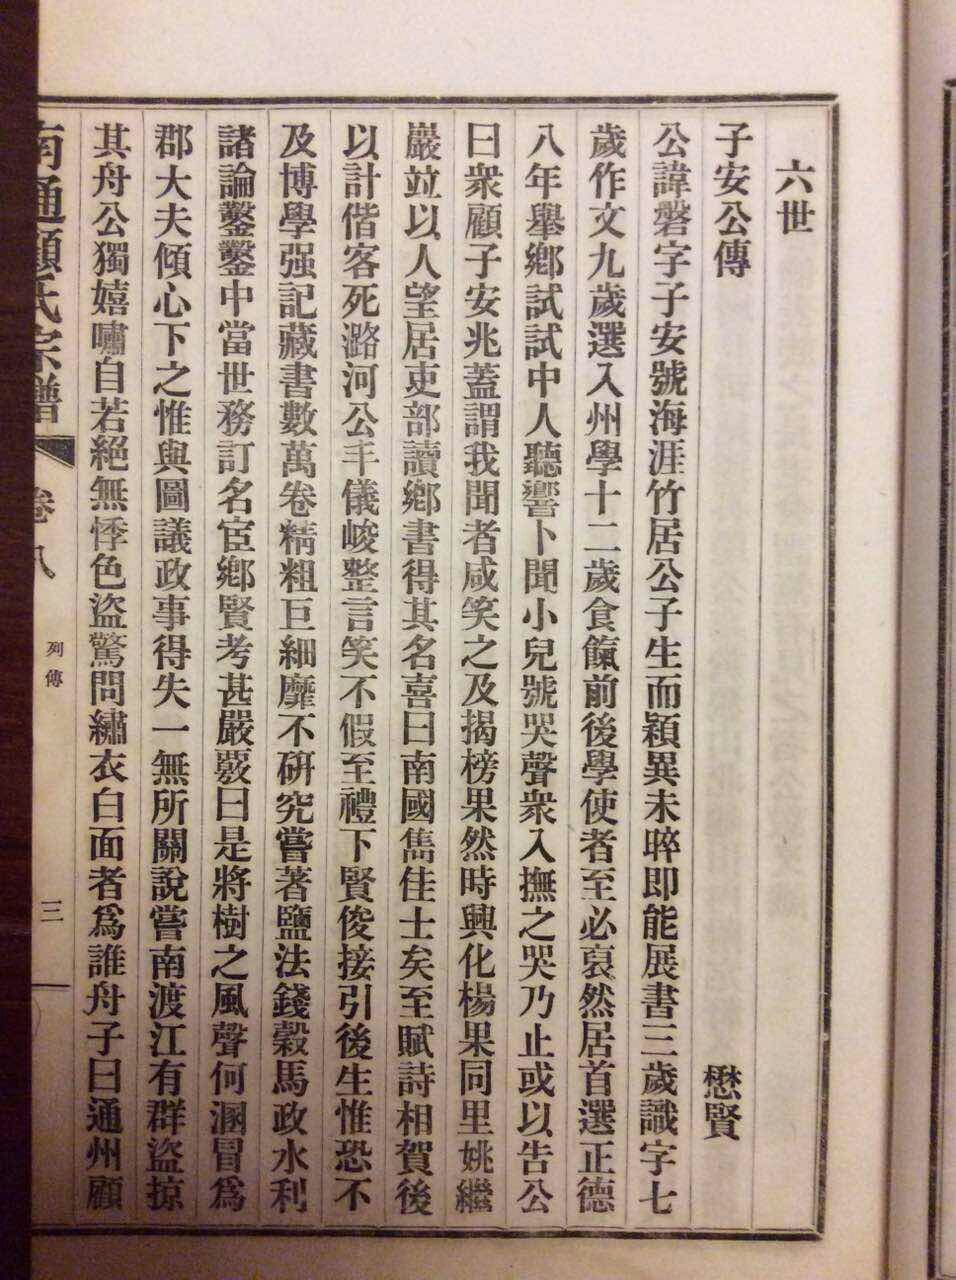 六世
子安公傳　懋賢
公諱磐字子安號海涯竹居公子生而穎異未晬即能展書三歲識字七
歲作文九歲選入州學十二歲食餼前後學使者至必裒然居首選正德
八年舉鄉試試中人聽響卜聞小兒號哭聲衆入撫之哭乃止或以告公
曰衆顧子安兆蓋謂我聞者咸笑之及揭榜果然時興化楊果同里姚繼
巖竝以人望居吏部讀鄉書得其名喜曰南國雋佳士矣至賦詩相賀後
以計偕客死潞河公丰儀峻整言笑不假至禮下賢俊接引後生惟恐不
及博學强記藏書數萬卷精粗巨細靡不研究嘗著鹽法錢穀馬政水利
諸論鑿鑿中當世務訂名宦鄉賢考甚嚴覈曰是將樹之風聲何溷冒爲
郡大夫傾心下之惟與圖議政事得失一無所關說嘗南渡江有群盜掠
其舟公獨嬉嘯自若絕無悸色盜驚問繡衣白面者爲誰舟子曰通州顧
南通顧氏宗譜　卷八　列傳　三